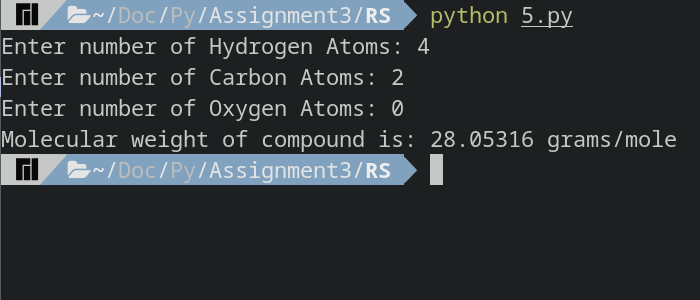 ~/Doc/Py/Assignment3/RS python 5.py
Enter number of Hydrogen Atoms: 4
Enter number of Carbon Atoms: 2
Enter number of Oxygen Atoms: 0
Molecular weight of compound is: 28.05316 grams/mole
~/Doc/Py/Assignment3/RS